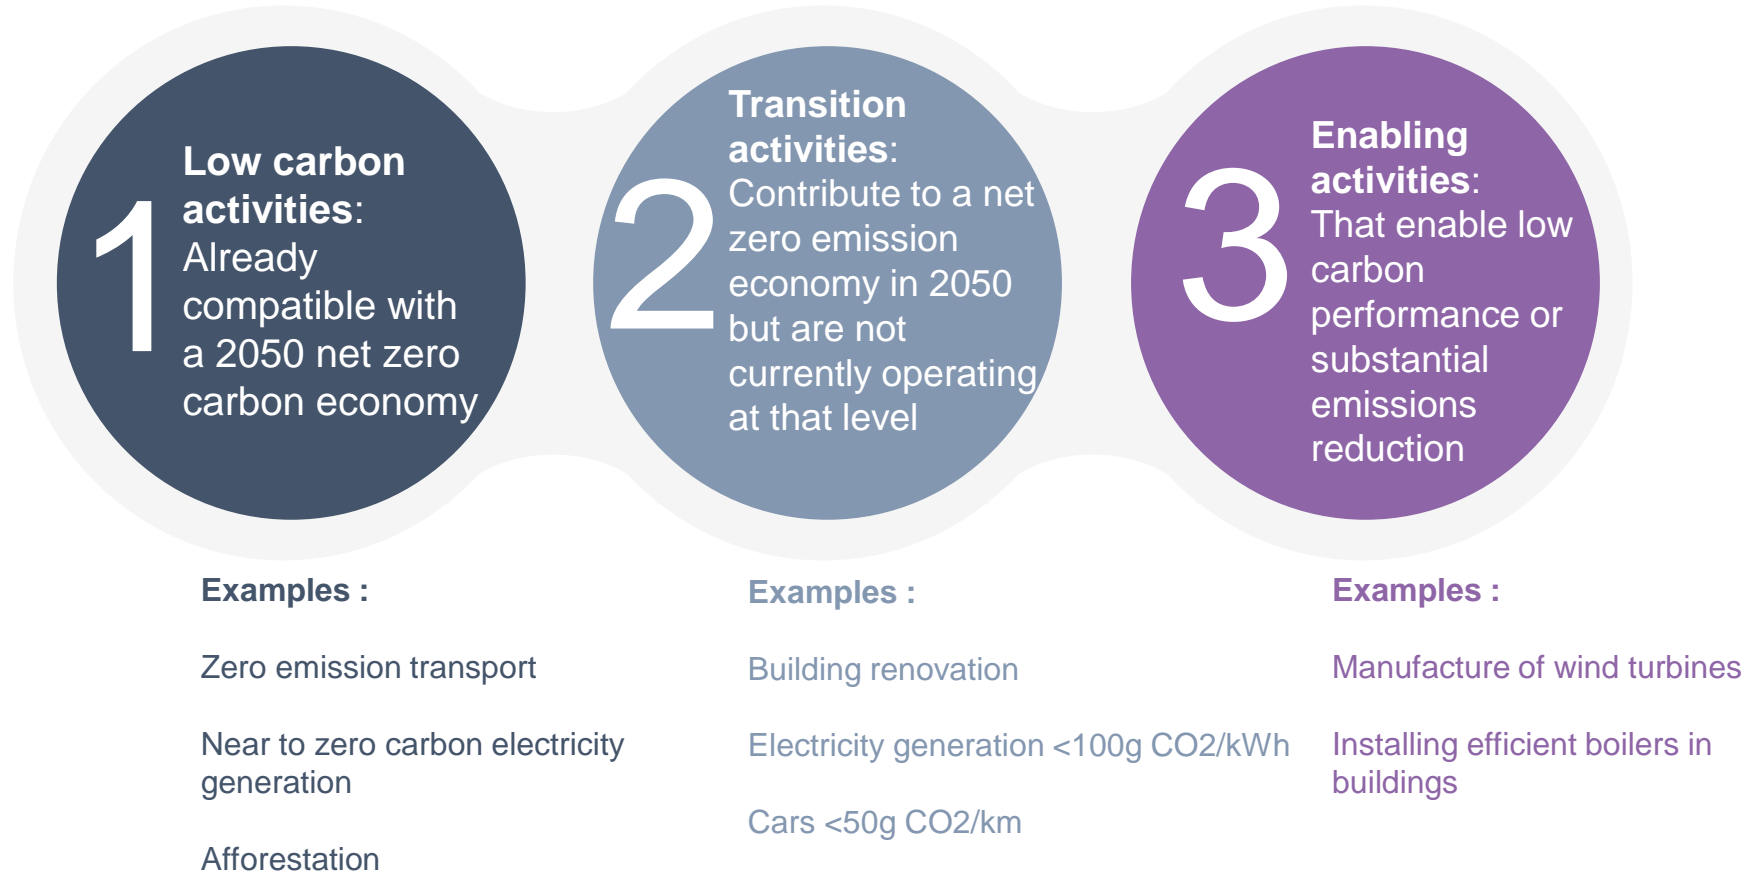 1
Low carbon
activities:
Already
compatible with
a 2050 net zero
carbon economy
2
Transition
activities:
Contribute to a net
zero emission
economy in 2050
but are not
currently operating
at that level
3
Enabling
activities:
That enable low
carbon
performance or
substantial
emissions
reduction
Examples :
Zero emission transport
Near to zero carbon electricity
generation
Afforestation
Examples :
Building renovation
Electricity generation <100g CO2/kWh
Cars <50g CO2/km
Examples :
Manufacture of wind turbines
Installing efficient boilers in
buildings